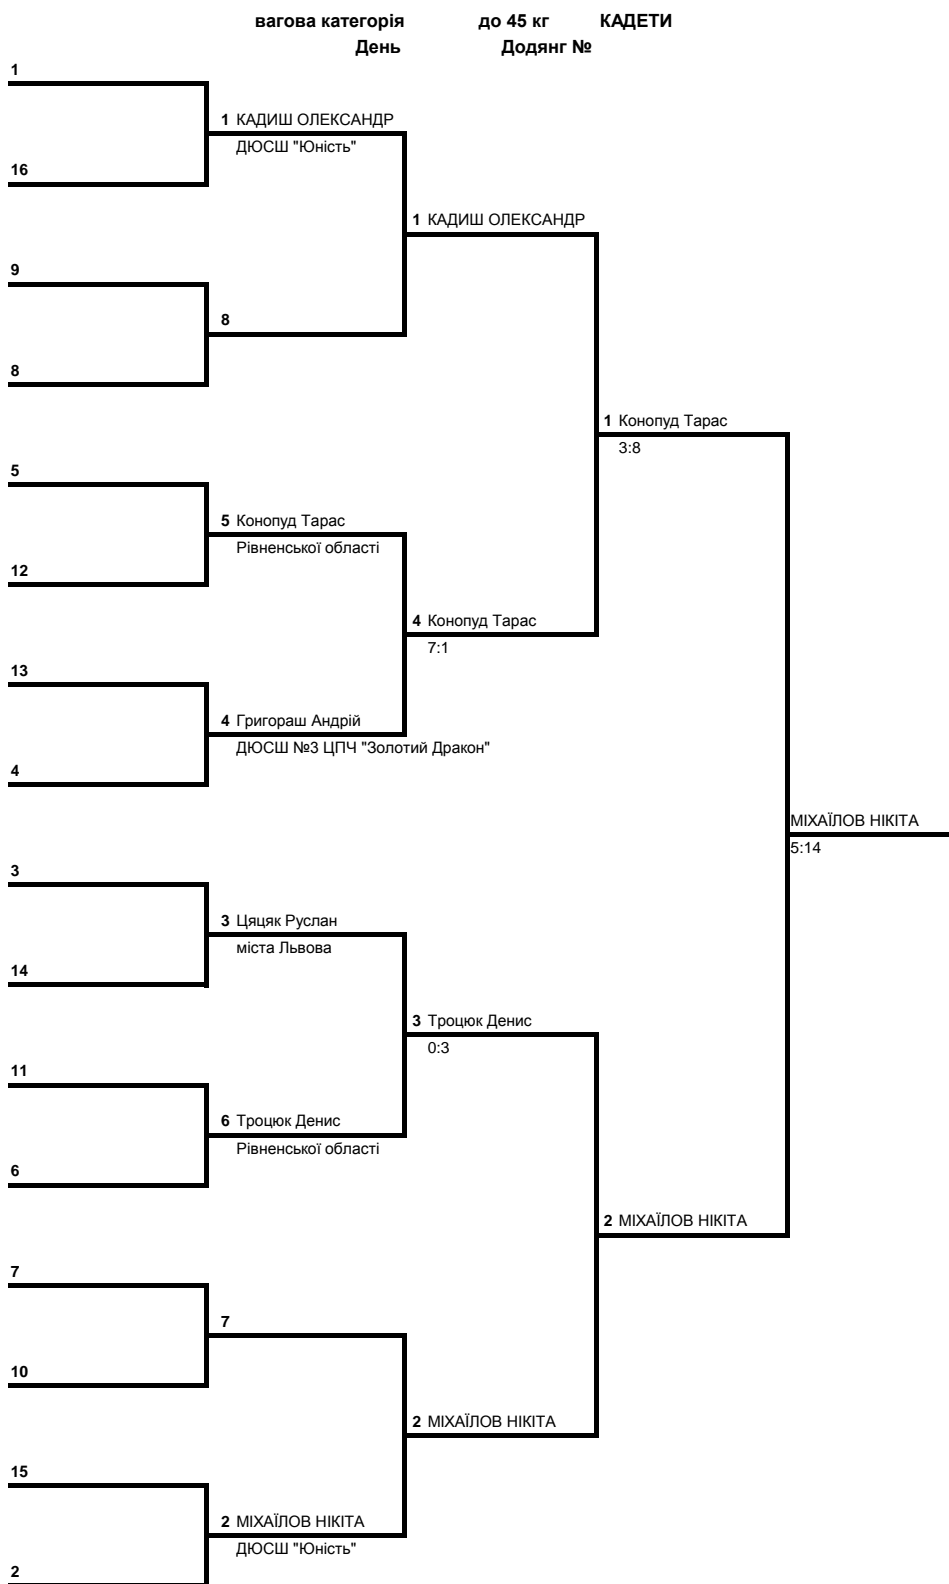 вагова категорія до 45 кг КАДЕТИ
День Додянг №
1
1 КАДИШ ОЛЕКСАНДР
ДЮСШ "Юність"
16
1 КАДИШ ОЛЕКСАНДР
9
8
8
1 Конопуд Тарас
3:8
5
5 Конопуд Тарас
Рівненської області
12
4 Конопуд Тарас
7:1
13
4 Григораш Андрій
ДЮСШ №3 ЦПЧ "Золотий Дракон"
4
МІХАЇЛОВ НІКІТА
5:14
3
3 Цяцяк Руслан
міста Львова
14
3 Троцюк Денис
0:3
11
6 Троцюк Денис
Рівненської області
6
2 МІХАЇЛОВ НІКІТА
7
7
10
2 МІХАЇЛОВ НІКІТА
15
2 МІХАЇЛОВ НІКІТА
ДЮСШ "Юність"
2